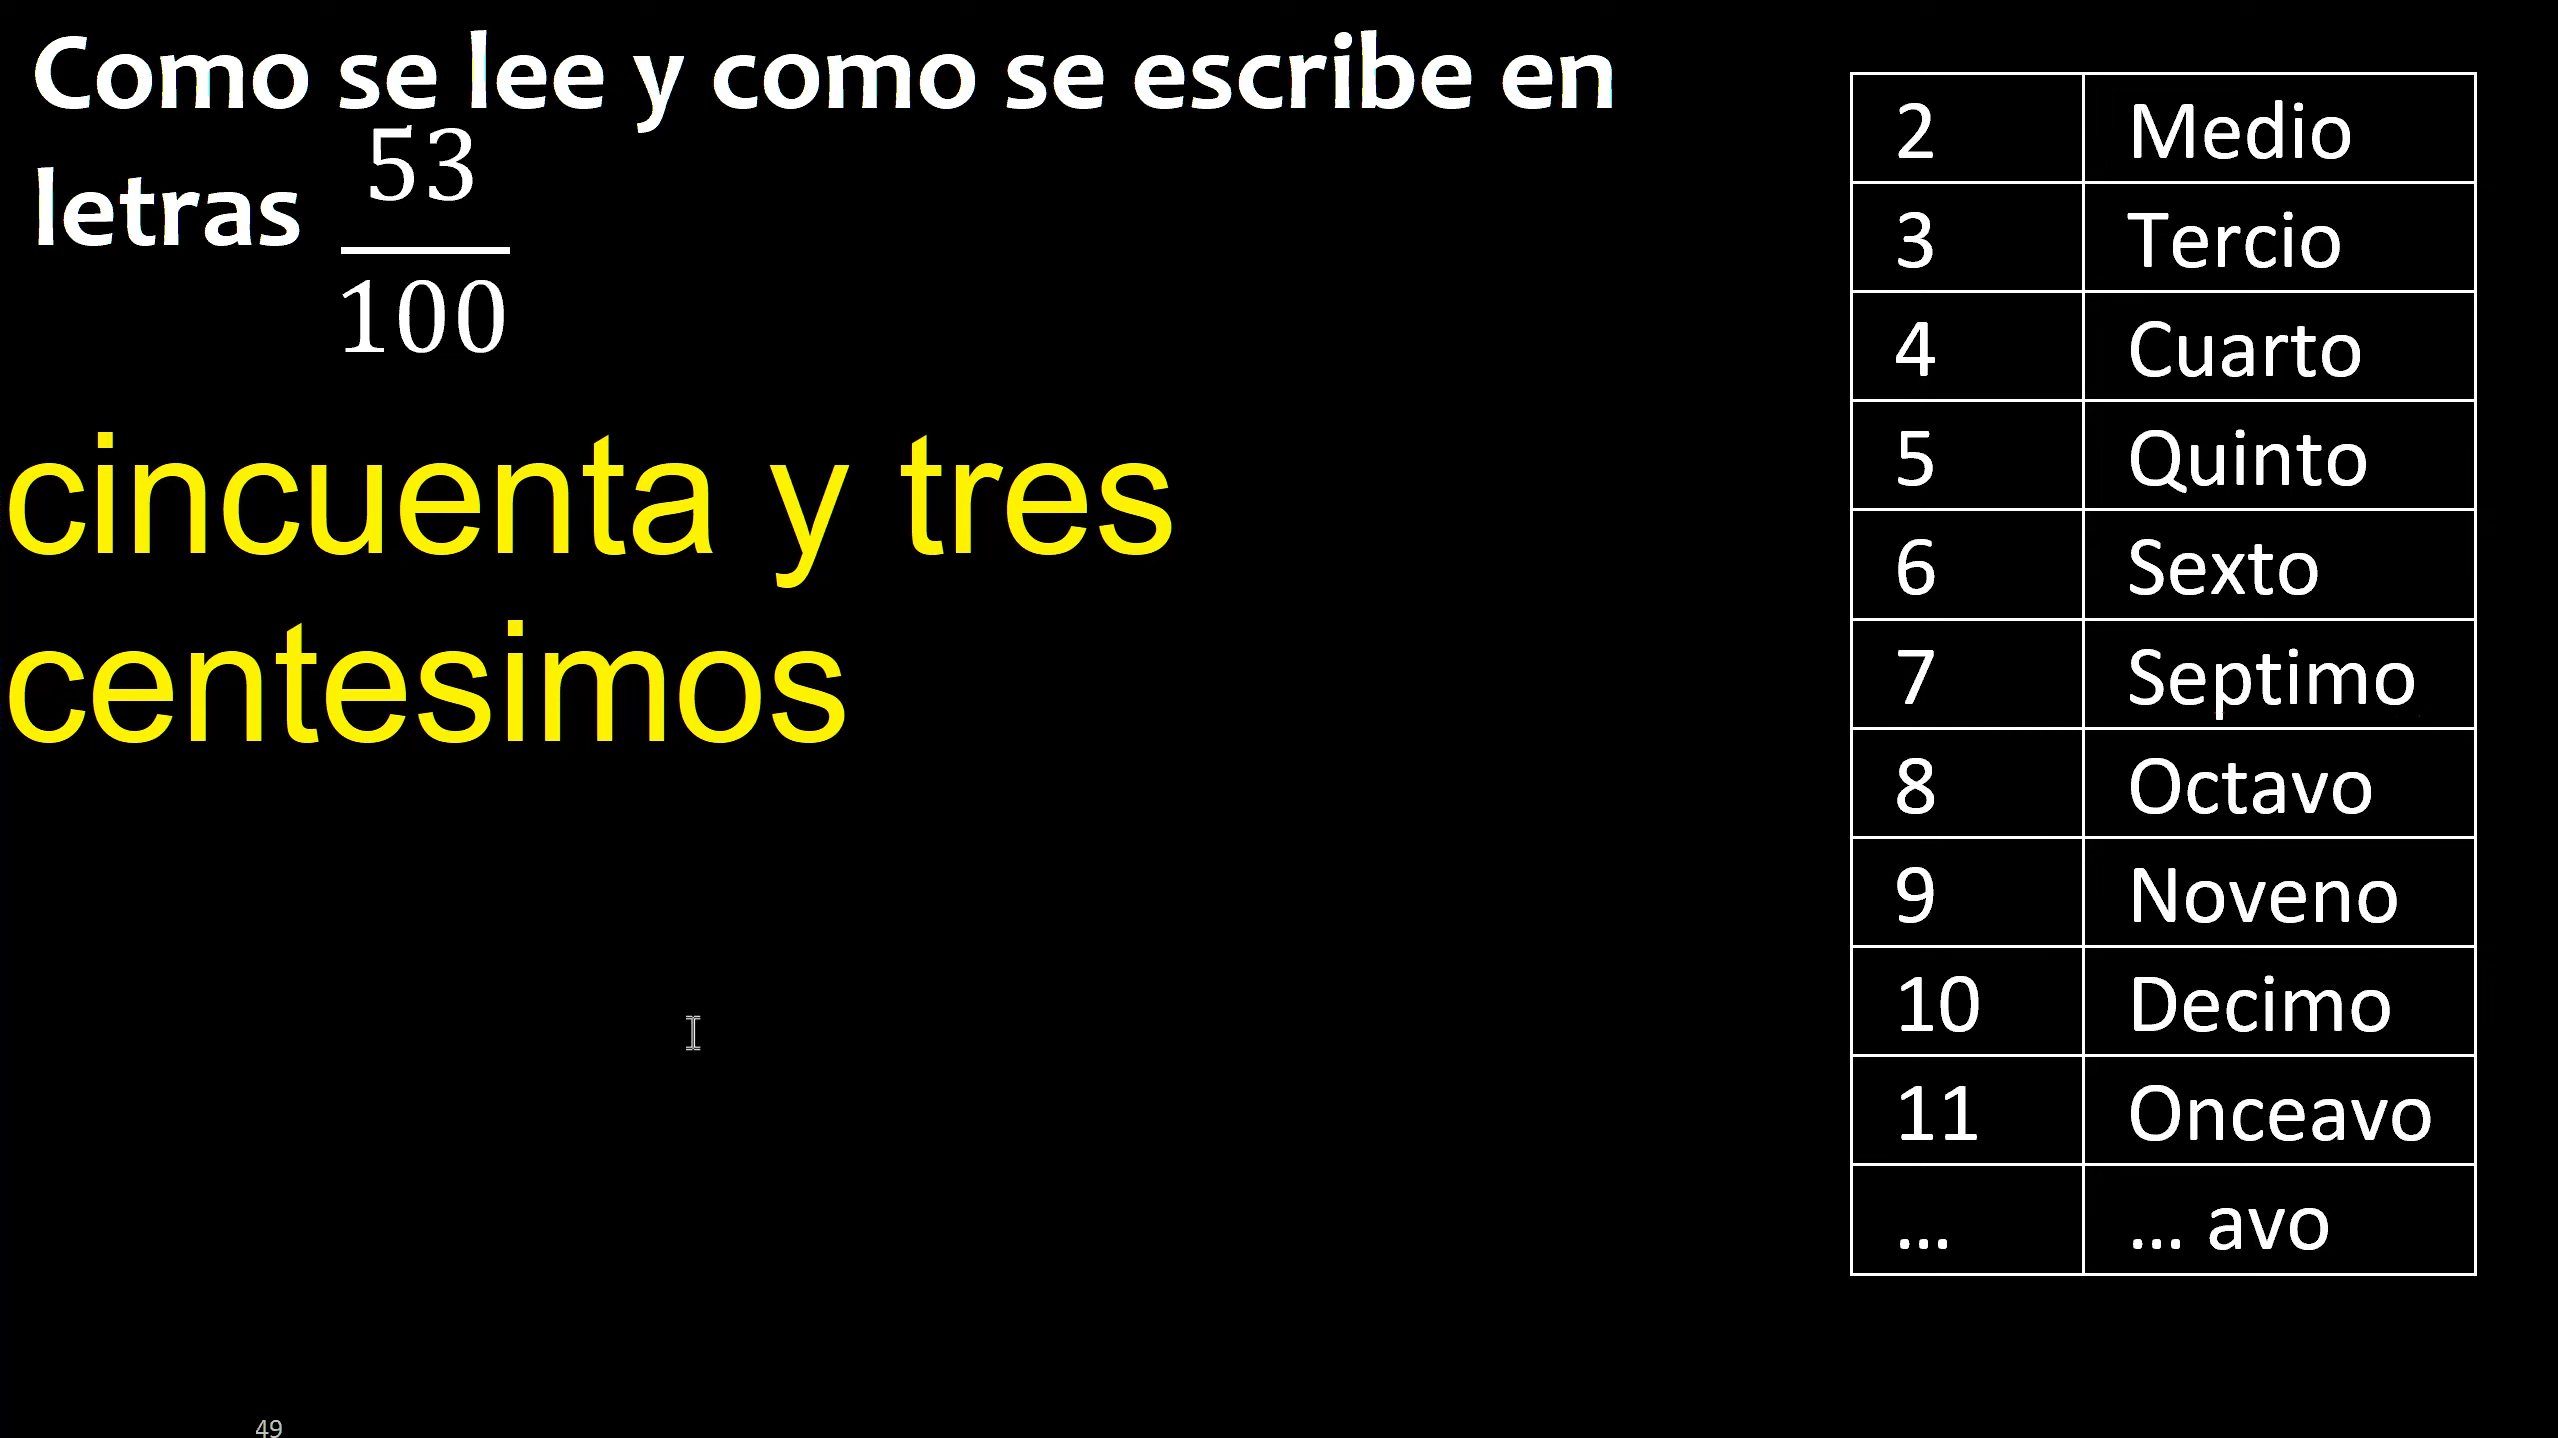 Como se lee y como se escribe en
letras 53/100
cincuenta y tres
centesimos
2 Medio
3 Tercio
4 Cuarto
5 Quinto
6 Sexto
7 Septimo
8 Octavo
9 Noveno
10 Decimo
11 Onceavo
... ... avo
49